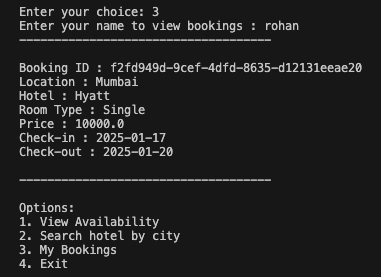 Enter your choice: 3
Enter your name to view bookings : rohan
------------------------------------
Booking ID : f2fd949d-9cef-4dfd-8635-d12131eeae20
Location : Mumbai
Hotel : Hyatt
Room Type : Single
Price : 10000.0
Check-in : 2025-01-17
Check-out : 2025-01-20
------------------------------------
Options:
1. View Availability
2. Search hotel by city
3. My Bookings
4. Exit